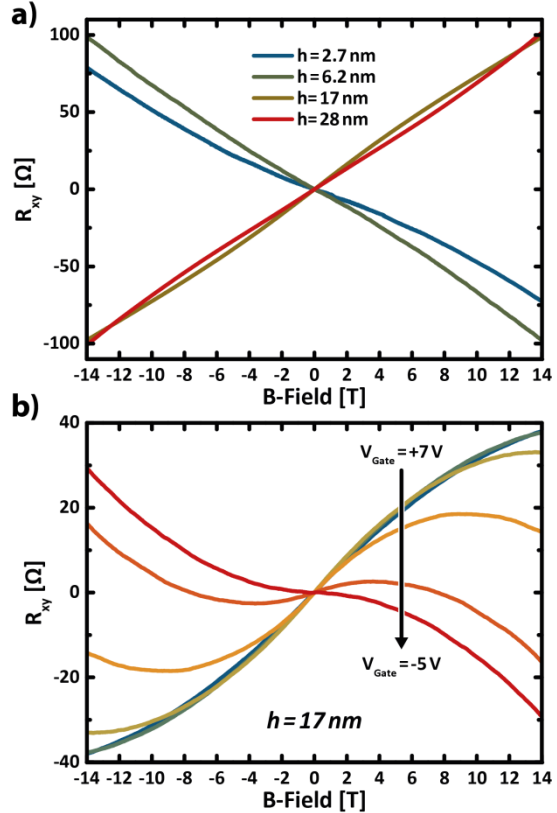 a)
100
50
0
-50
-100
R_xy [Ω]
h = 2.7 nm
h = 6.2 nm
h = 17 nm
h = 28 nm
-14 -12 -10 -8 -6 -4 -2 0 2 4 6 8 10 12 14
B-Field [T]
b)
40
20
0
-20
-40
R_xy [Ω]
V_Gate = +7 V
V_Gate = -5 V
h = 17 nm
-14 -12 -10 -8 -6 -4 -2 0 2 4 6 8 10 12 14
B-Field [T]